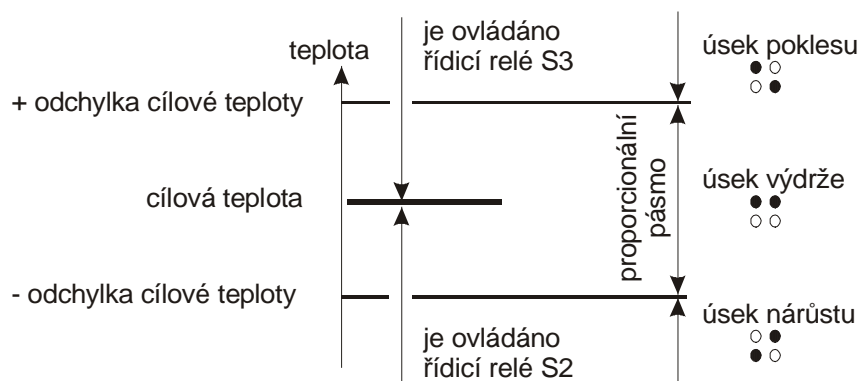 je ovládáno
řídicí relé S3
úsek poklesu
teplota
+ odchylka cílové teploty
proporcionální
pásmo
cílová teplota
úsek výdrže
- odchylka cílové teploty
úsek nárůstu
je ovládáno
řídicí relé S2